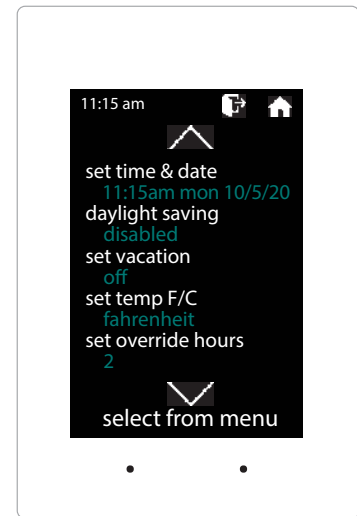 11:15 am
set time & date
11:15am mon 10/5/20
daylight saving
disabled
set vacation
off
set temp F/C
fahrenheit
set override hours
2
select from menu